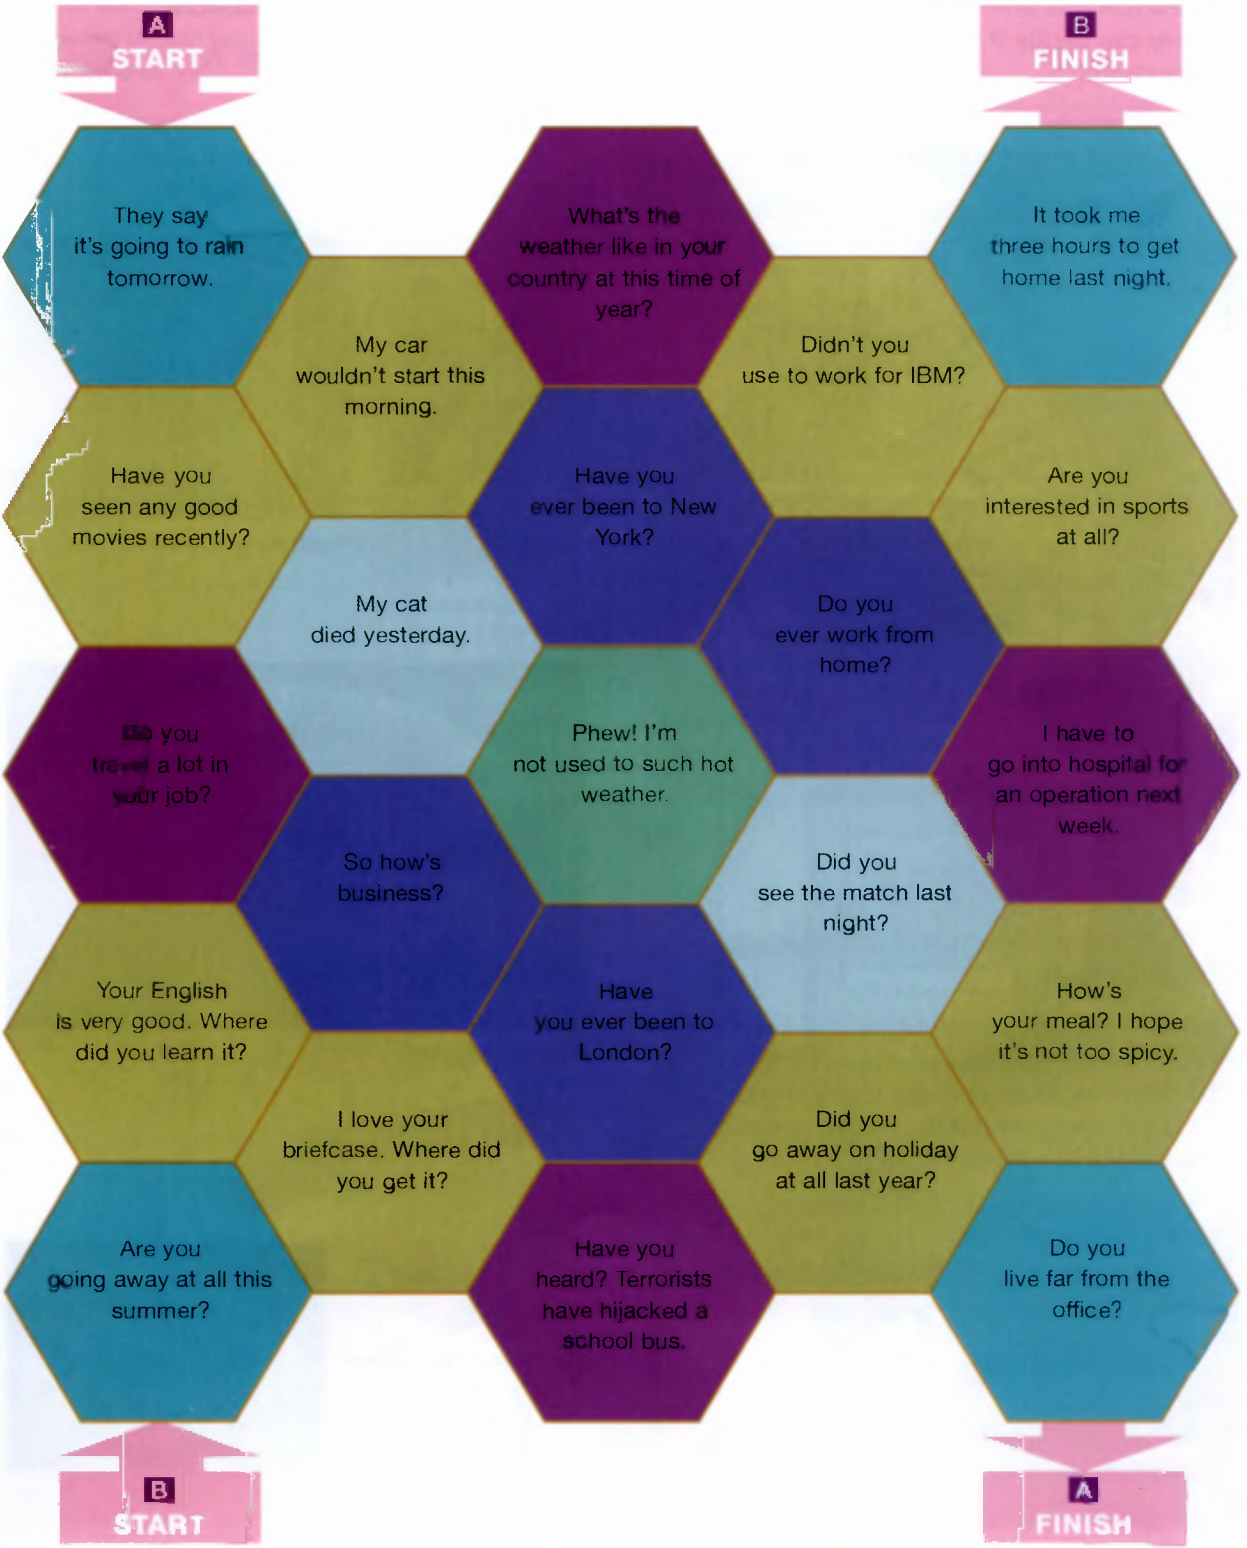 A
START
B
FINISH
They say
it's going to rain
tomorrow.
What's the
weather like in your
country at this time of
year?
It took me
three hours to get
home last night.
My car
wouldn't start this
morning.
Didn't you
use to work for IBM?
Have you
seen any good
movies recently?
Have you
ever been to New
York?
Are you
interested in sports
at all?
My cat
died yesterday.
Do you
ever work from
home?
Do you
travel a lot in
your job?
Phew! I'm
not used to such hot
weather.
I have to
go into hospital for
an operation next
week.
So how's
business?
Did you
see the match last
night?
Your English
is very good. Where
did you learn it?
Have
you ever been to
London?
How's
your meal? I hope
it's not too spicy.
I love your
briefcase. Where did
you get it?
Did you
go away on holiday
at all last year?
Are you
going away at all this
summer?
Have you
heard? Terrorists
have hijacked a
school bus.
Do you
live far from the
office?
B
START
A
FINISH